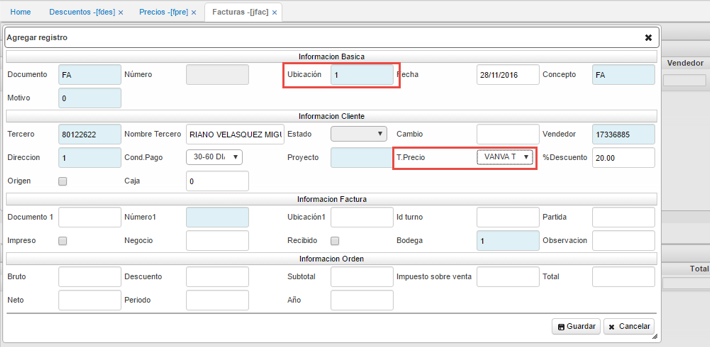 Home Descuentos -[fdes] × Precios -[fpre] × Facturas -[jfac] ×
Agregar registro ✖
Informacion Basica
Vendedor
Documento FA Número Ubicación 1 Fecha 28/11/2016 Concepto FA
Motivo 0
Informacion Cliente
Tercero 80122622 Nombre Tercero RIANO VELASQUEZ MIGU Estado Cambio Vendedor 17336885
Direccion 1 Cond.Pago 30-60 DI Proyecto T.Precio VANVA T %Descuento 20.00
Origen Caja 0
Informacion Factura
Documento 1 Número1 Ubicación1 Id turno Partida
Impreso Negocio Recibido Bodega 1 Observacion
Informacion Orden
Total
Bruto Descuento Subtotal Impuesto sobre venta Total
Neto Periodo Año
Guardar ✖ Cancelar